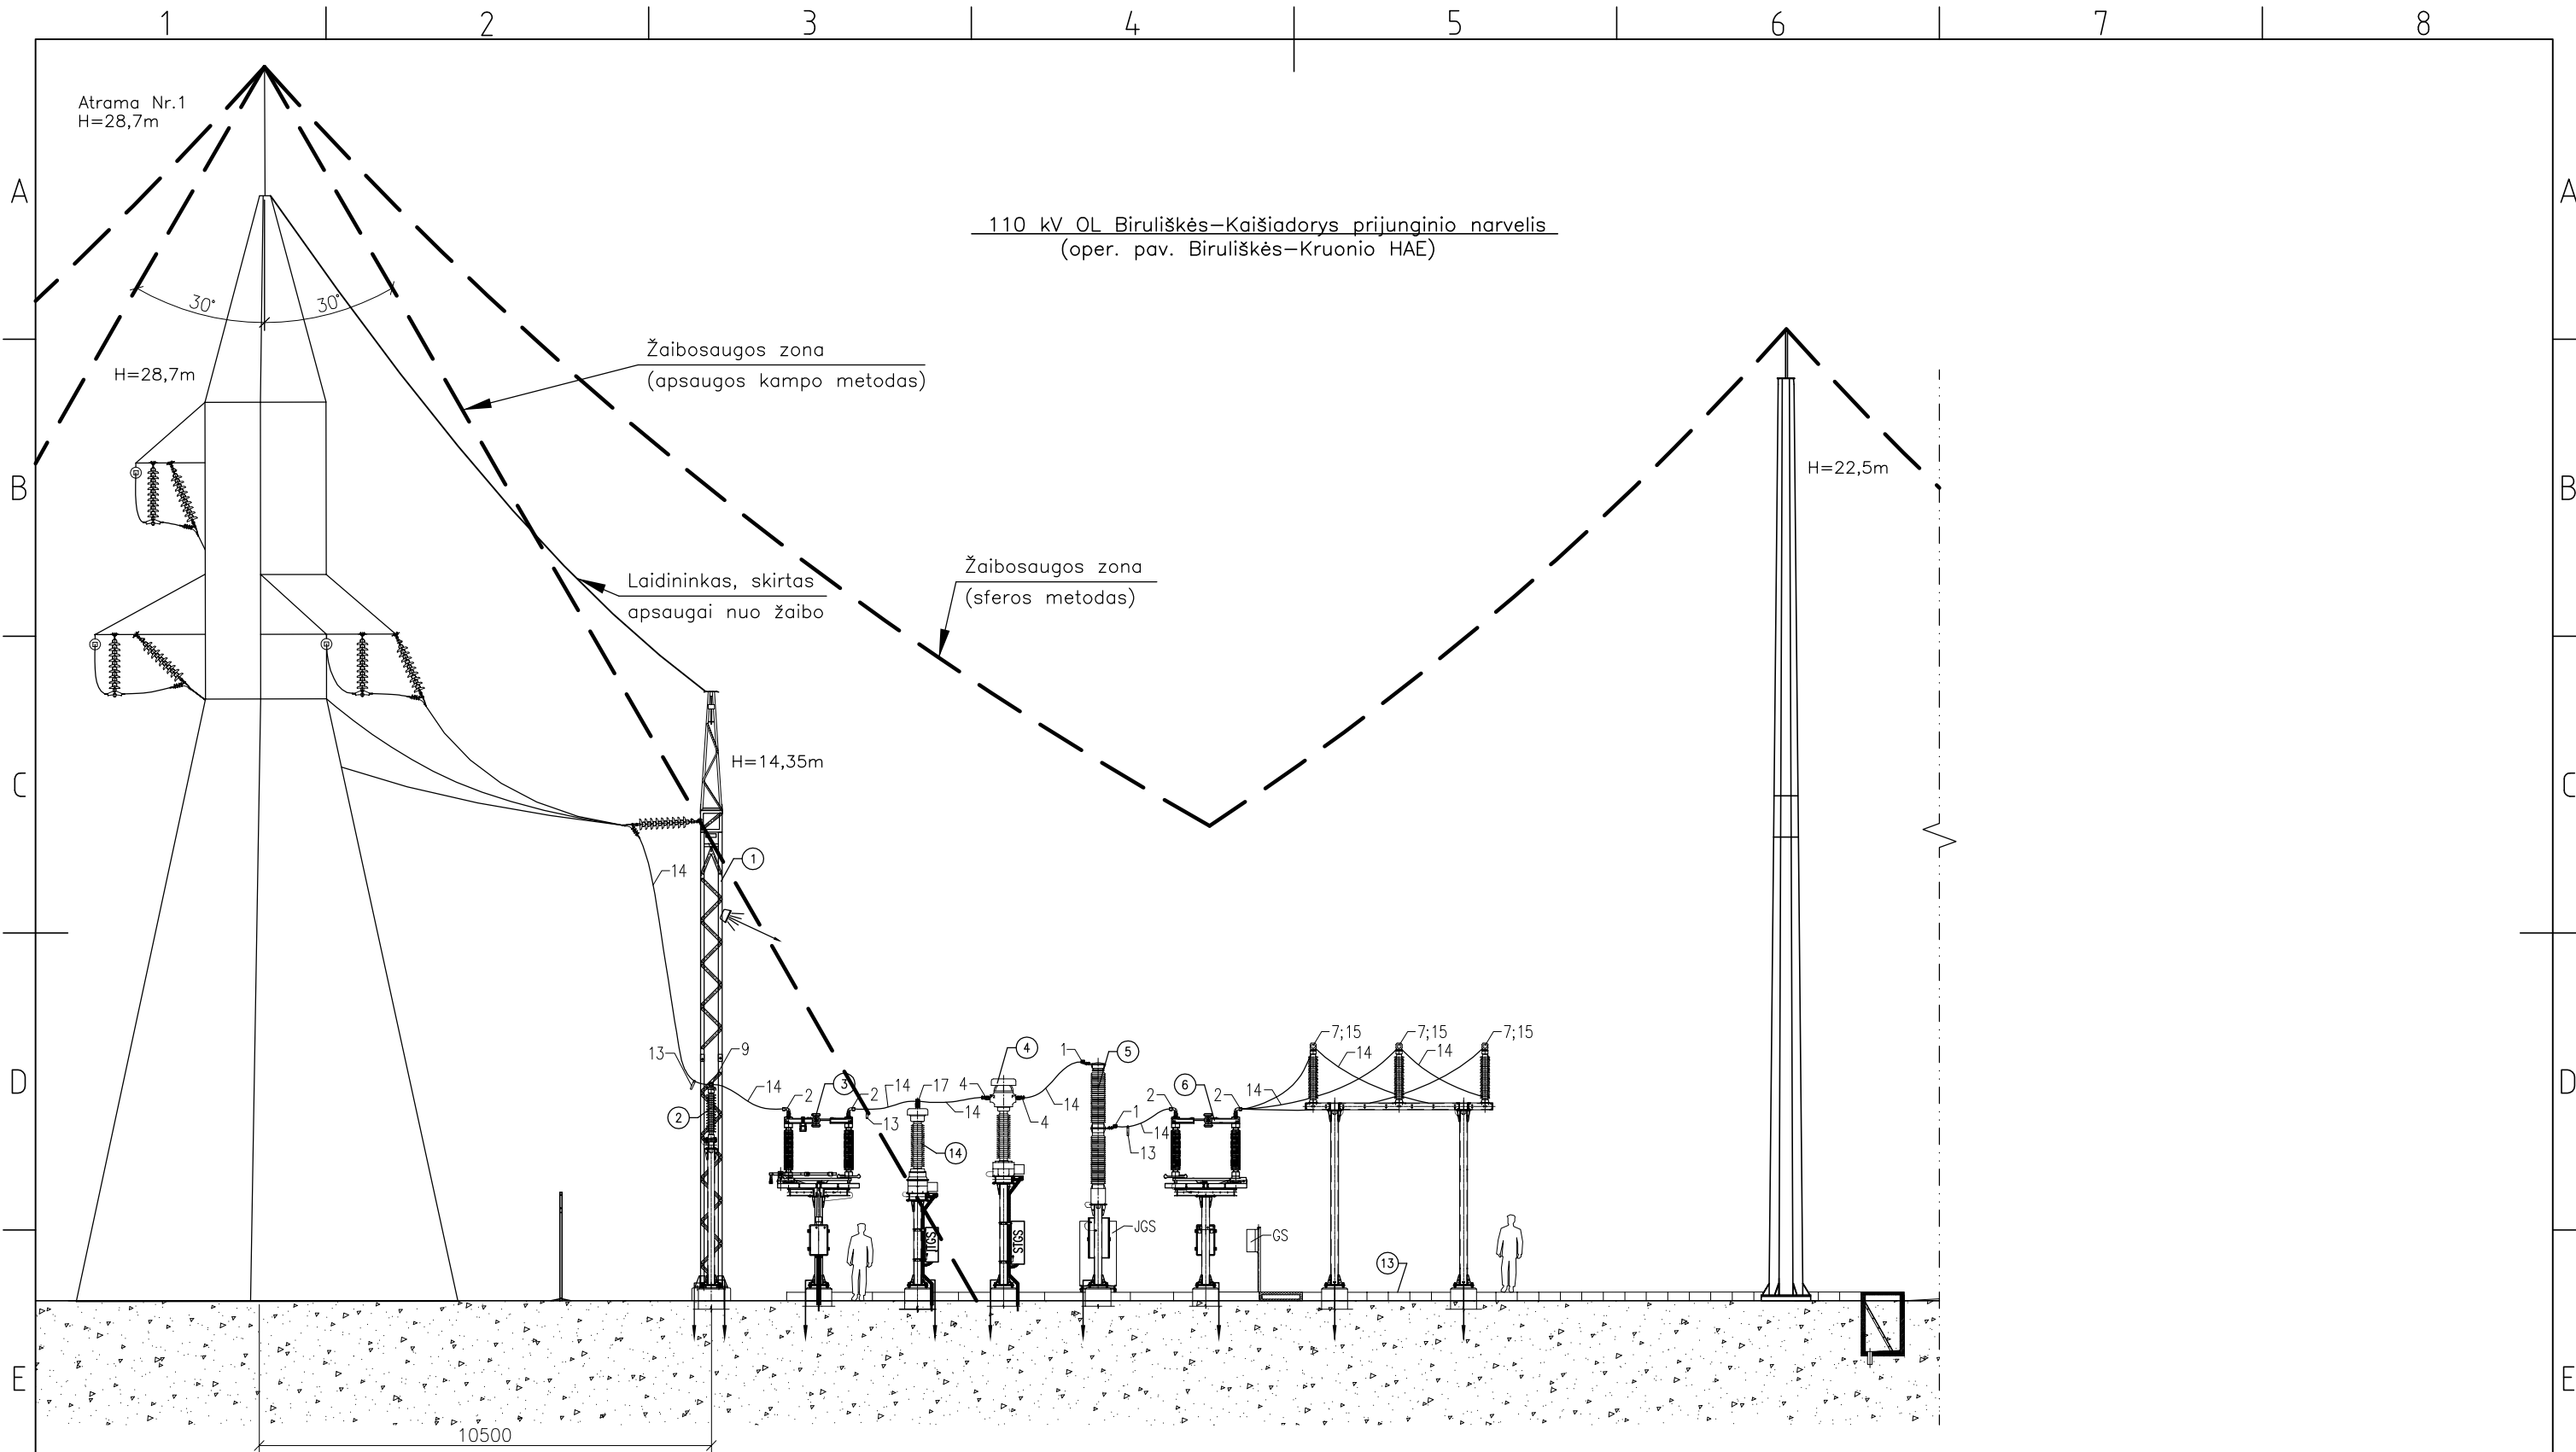 1 2 3 4 5 6 7 8
Atrama Nr.1
H=28,7m
A A
110 kV OL Biruliškės–Kaišiadorys prijunginio narvelis
(oper. pav. Biruliškės–Kruonio HAE)
30° 30°
Žaibosaugos zona
(apsaugos kampo metodas)
H=28,7m
H=22,5m
B B
Laidininkas, skirtas
apsaugai nuo žaibo
Žaibosaugos zona
(sferos metodas)
H=14,35m
C C
1
14
7;15 7;15 7;15
14 14
13 9 4 1 5
14 3 2 14 17 4 14 2 6 2 14
2 2 13 14 4 14 1 14
13
14
D D
JTGS STGS JGS GS
13
E E
10500